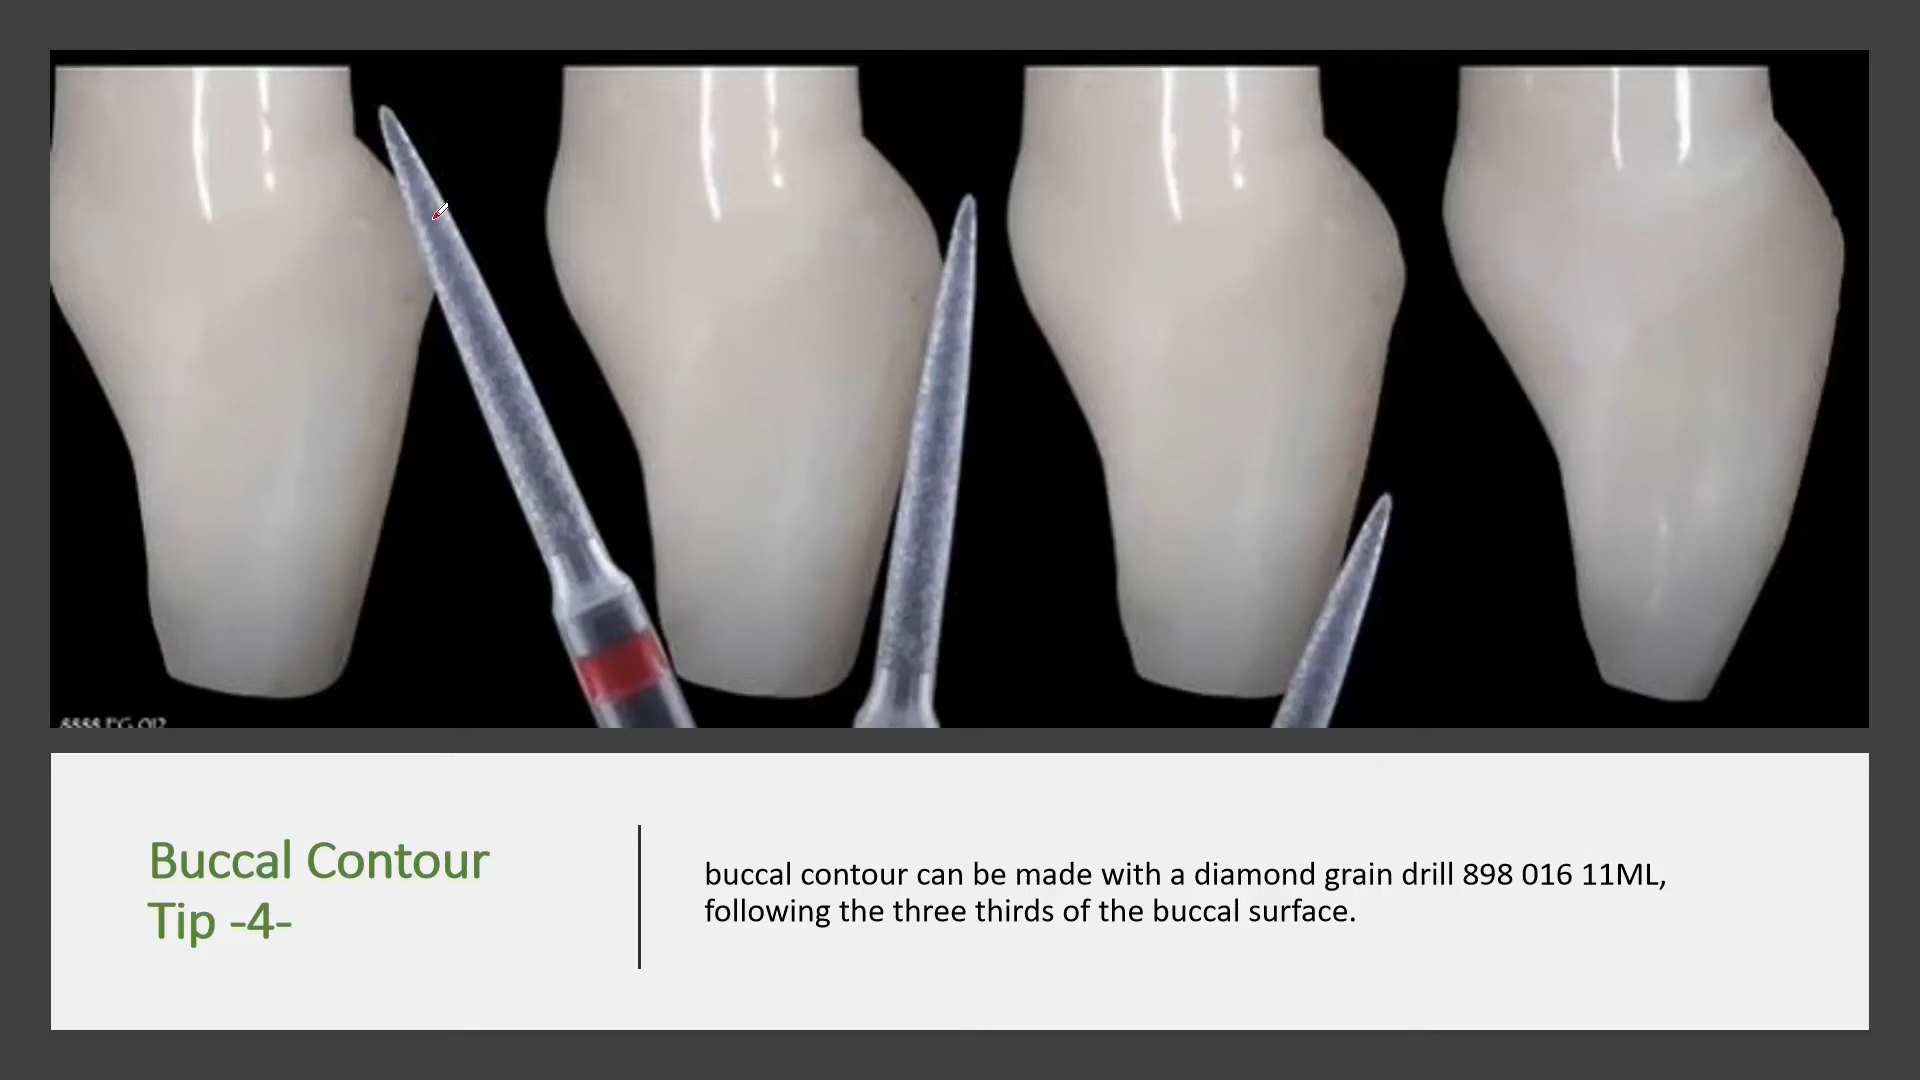 Buccal Contour
Tip -4-
buccal contour can be made with a diamond grain drill 898 016 11ML,
following the three thirds of the buccal surface.